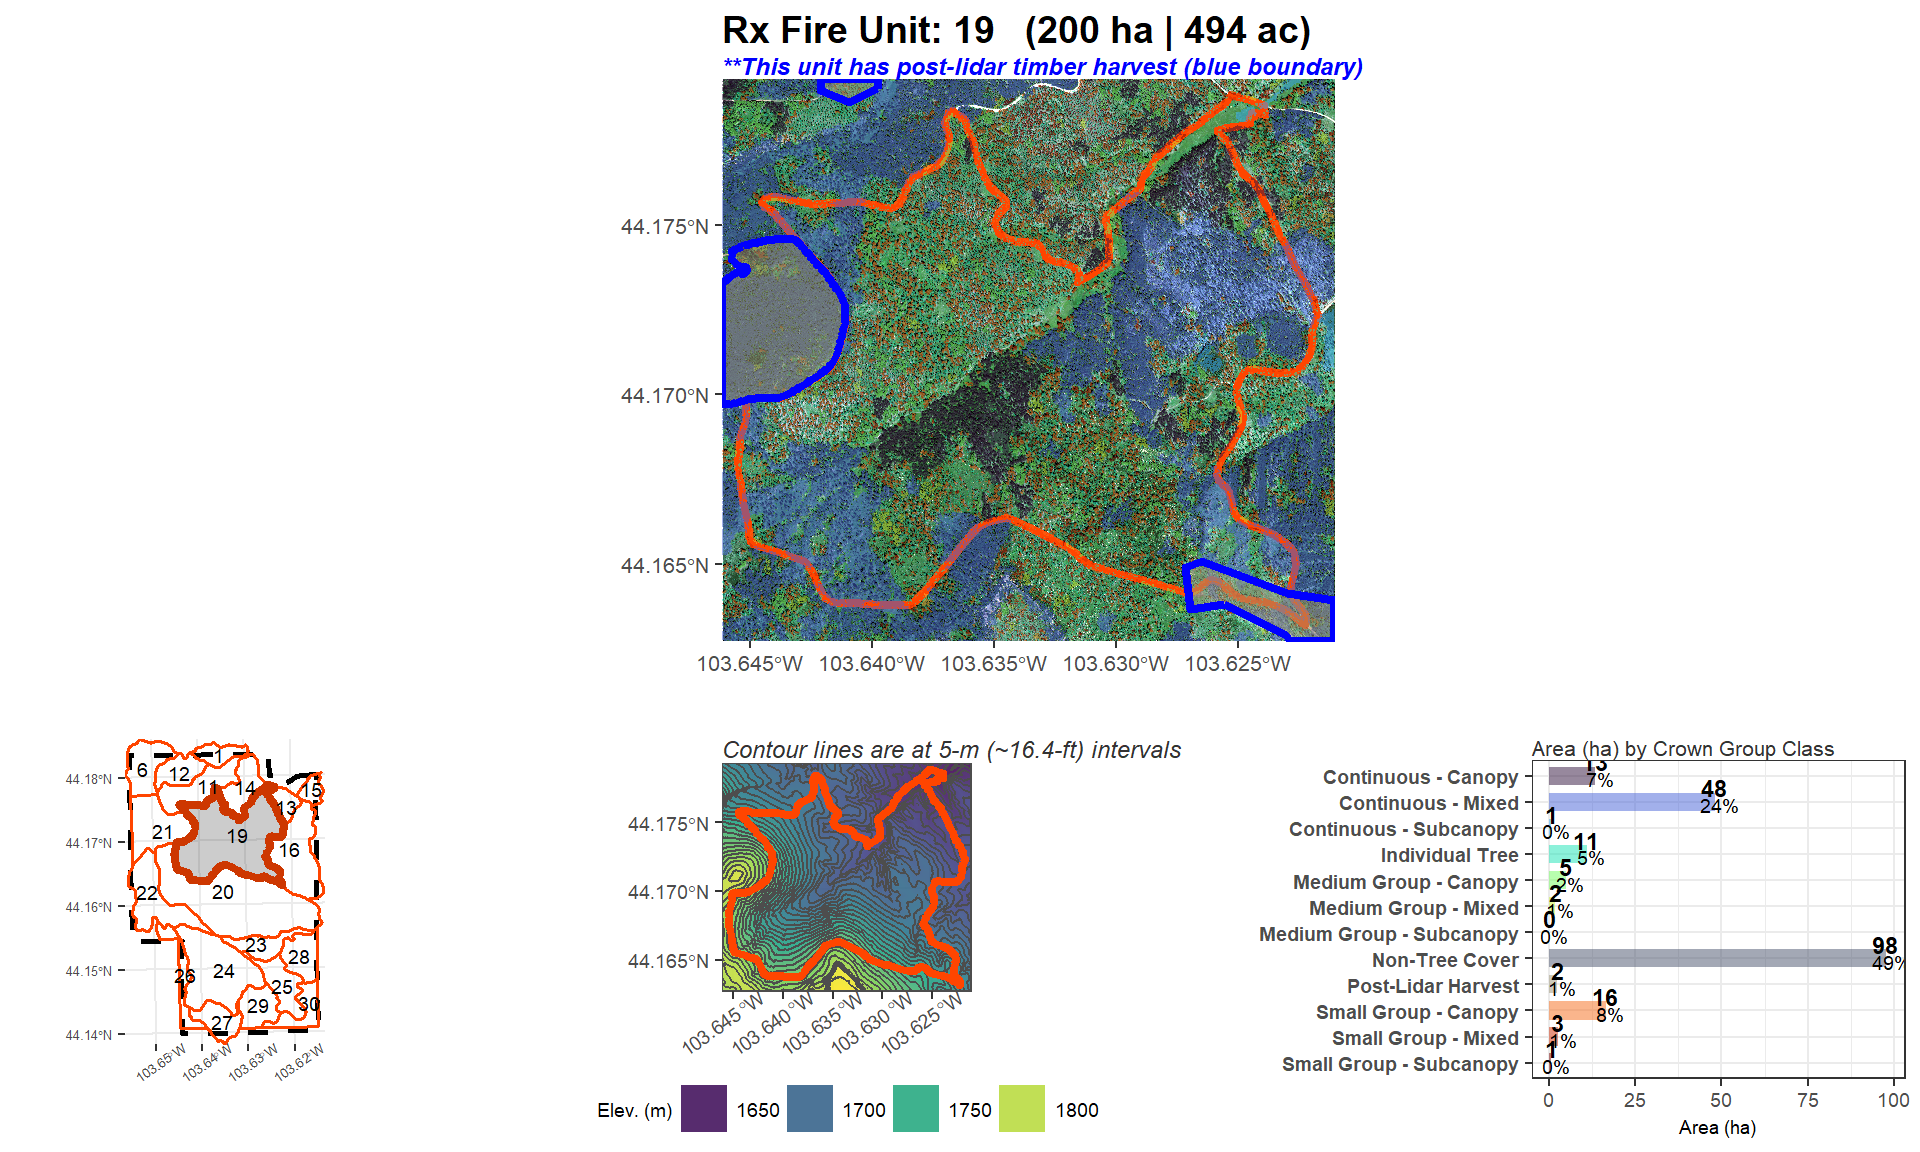 Rx Fire Unit: 19 (200 ha | 494 ac)
**This unit has post-lidar timber harvest (blue boundary)
44.175°N
44.170°N
44.165°N
103.645°W 103.640°W 103.635°W 103.630°W 103.625°W
44.18°N
44.17°N
44.16°N
44.15°N
44.14°N
1
6
12
11
14
15
13
19
21
16
22
20
23
28
24
26
25
29
30
27
103.65°W 103.64°W 103.63°W 103.62°W
Contour lines are at 5-m (~16.4-ft) intervals
44.175°N
44.170°N
44.165°N
103.645°W 103.640°W 103.635°W 103.630°W 103.625°W
Elev. (m) 1650 1700 1750 1800
Area (ha) by Crown Group Class
Continuous - Canopy 13 7%
Continuous - Mixed 48 24%
Continuous - Subcanopy 1 0%
Individual Tree 11 5%
Medium Group - Canopy 5 2%
Medium Group - Mixed 2 1%
Medium Group - Subcanopy 0 0%
Non-Tree Cover 98 49%
Post-Lidar Harvest 2 1%
Small Group - Canopy 16 8%
Small Group - Mixed 3 1%
Small Group - Subcanopy 1 0%
0 25 50 75 100
Area (ha)